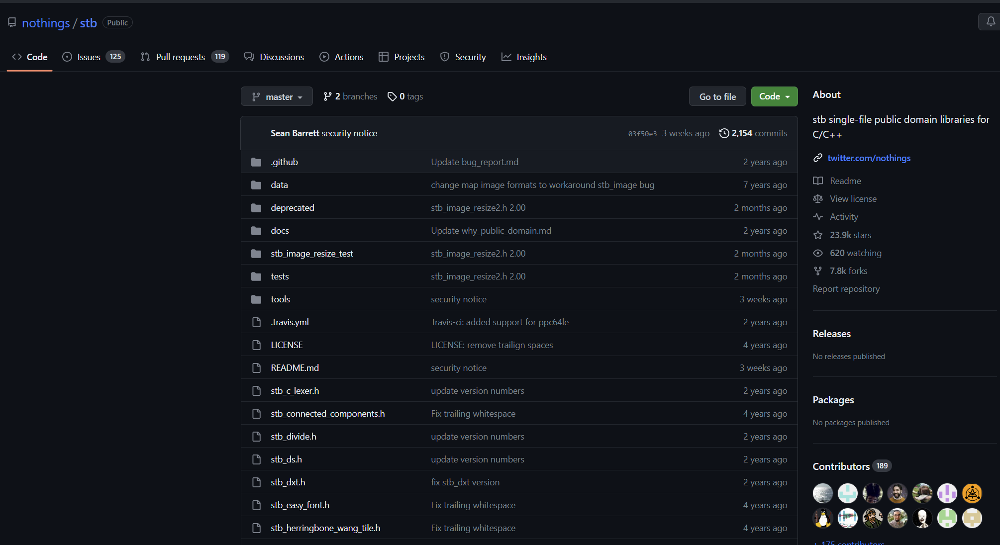 nothings / stb Public
Code Issues 125 Pull requests 119 Discussions Actions Projects Security Insights
master 2 branches 0 tags Go to file Code
Sean Barrett security notice 03f50e3 3 weeks ago 2,154 commits
.github Update bug_report.md 2 years ago
data change map image formats to workaround stb_image bug 7 years ago
deprecated stb_image_resize2.h 2.00 2 months ago
docs Update why_public_domain.md 2 years ago
stb_image_resize_test stb_image_resize2.h 2.00 2 months ago
tests stb_image_resize2.h 2.00 2 months ago
tools security notice 3 weeks ago
.travis.yml Travis-ci: added support for ppc64le 2 years ago
LICENSE LICENSE: remove trailign spaces 4 years ago
README.md security notice 3 weeks ago
stb_c_lexer.h update version numbers 2 years ago
stb_connected_components.h Fix trailing whitespace 4 years ago
stb_divide.h update version numbers 2 years ago
stb_ds.h update version numbers 2 years ago
stb_dxt.h fix stb_dxt version 2 years ago
stb_easy_font.h Fix trailing whitespace 4 years ago
stb_herringbone_wang_tile.h Fix trailing whitespace 4 years ago
About
stb single-file public domain libraries for
C/C++
twitter.com/nothings
Readme
View license
Activity
23.9k stars
620 watching
7.8k forks
Report repository
Releases
No releases published
Packages
No packages published
Contributors 189
+ 175 contributors